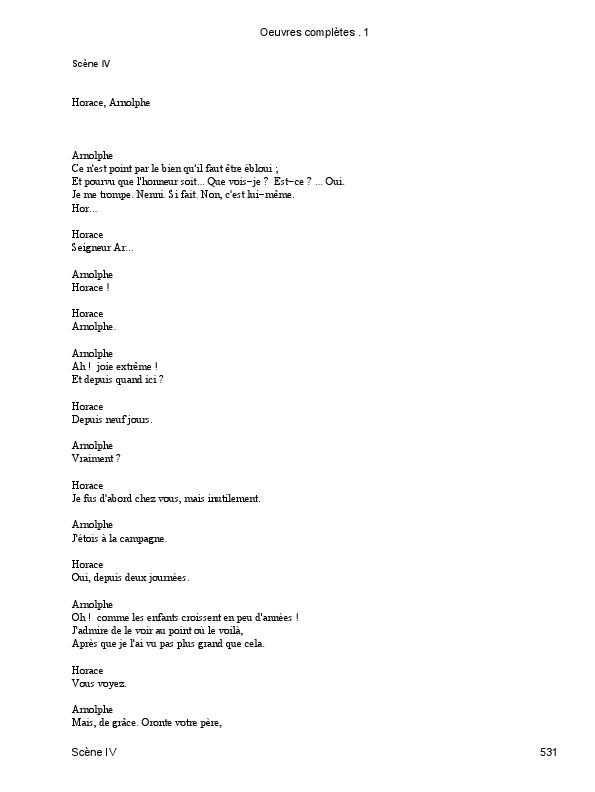 Oeuvres complètes . 1
Scène IV
Horace, Arnolphe
Arnolphe
Ce n'est point par le bien qu'il faut être ébloui ;
Et pourvu que l'honneur soit... Que vois−je ? Est−ce ? ... Oui.
Je me trompe. Nenni. Si fait. Non, c'est lui−même.
Hor...
Horace
Seigneur Ar...
Arnolphe
Horace !
Horace
Arnolphe.
Arnolphe
Ah ! joie extrême !
Et depuis quand ici ?
Horace
Depuis neuf jours.
Arnolphe
Vraiment ?
Horace
Je fus d'abord chez vous, mais inutilement.
Arnolphe
J'étois à la campagne.
Horace
Oui, depuis deux journées.
Arnolphe
Oh ! comme les enfants croissent en peu d'années !
J'admire de le voir au point où le voilà,
Après que je l'ai vu pas plus grand que cela.
Horace
Vous voyez.
Arnolphe
Mais, de grâce. Oronte votre père,
Scène IV 531